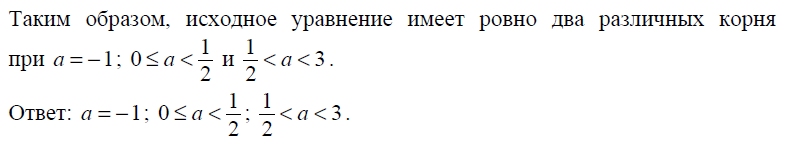 Таким образом, исходное уравнение имеет ровно два различных корня
при a = −1; 0 ≤ a < 1/2 и 1/2 < a < 3.
Ответ: a = −1; 0 ≤ a < 1/2; 1/2 < a < 3.